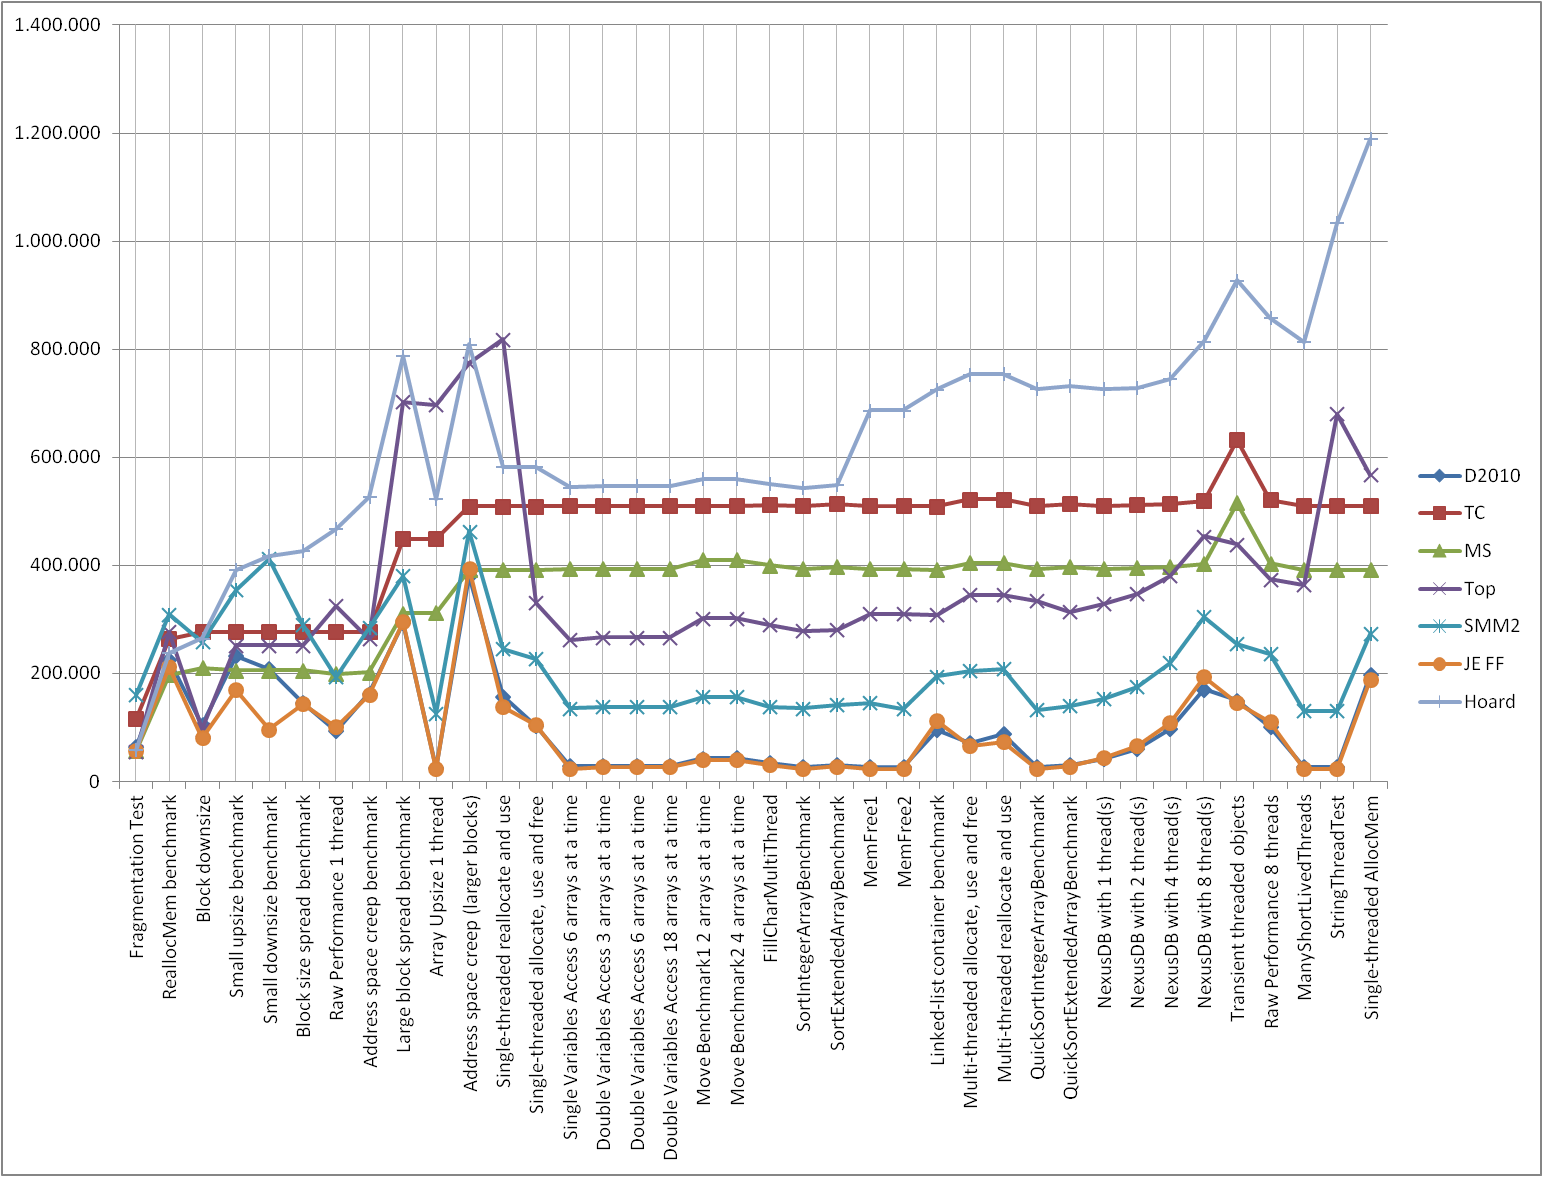 1.400.000
1.200.000
1.000.000
800.000
600.000
400.000
200.000
0
Fragmentation Test
ReallocMem benchmark
Block downsize
Small upsize benchmark
Small downsize benchmark
Block size spread benchmark
Raw Performance 1 thread
Address space creep benchmark
Large block spread benchmark
Array Upsize 1 thread
Address space creep (larger blocks)
Single-threaded reallocate and use
Single-threaded allocate, use and free
Single Variables Access 6 arrays at a time
Double Variables Access 3 arrays at a time
Double Variables Access 6 arrays at a time
Double Variables Access 18 arrays at a time
Move Benchmark1 2 arrays at a time
Move Benchmark2 4 arrays at a time
FillCharMultiThread
SortIntegerArrayBenchmark
SortExtendedArrayBenchmark
MemFree1
MemFree2
Linked-list container benchmark
Multi-threaded allocate, use and free
Multi-threaded reallocate and use
QuickSortIntegerArrayBenchmark
QuickSortExtendedArrayBenchmark
NexusDB with 1 thread(s)
NexusDB with 2 thread(s)
NexusDB with 4 thread(s)
NexusDB with 8 thread(s)
Transient threaded objects
Raw Performance 8 threads
ManyShortLivedThreads
StringThreadTest
Single-threaded AllocMem
D2010
TC
MS
Top
SMM2
JE FF
Hoard